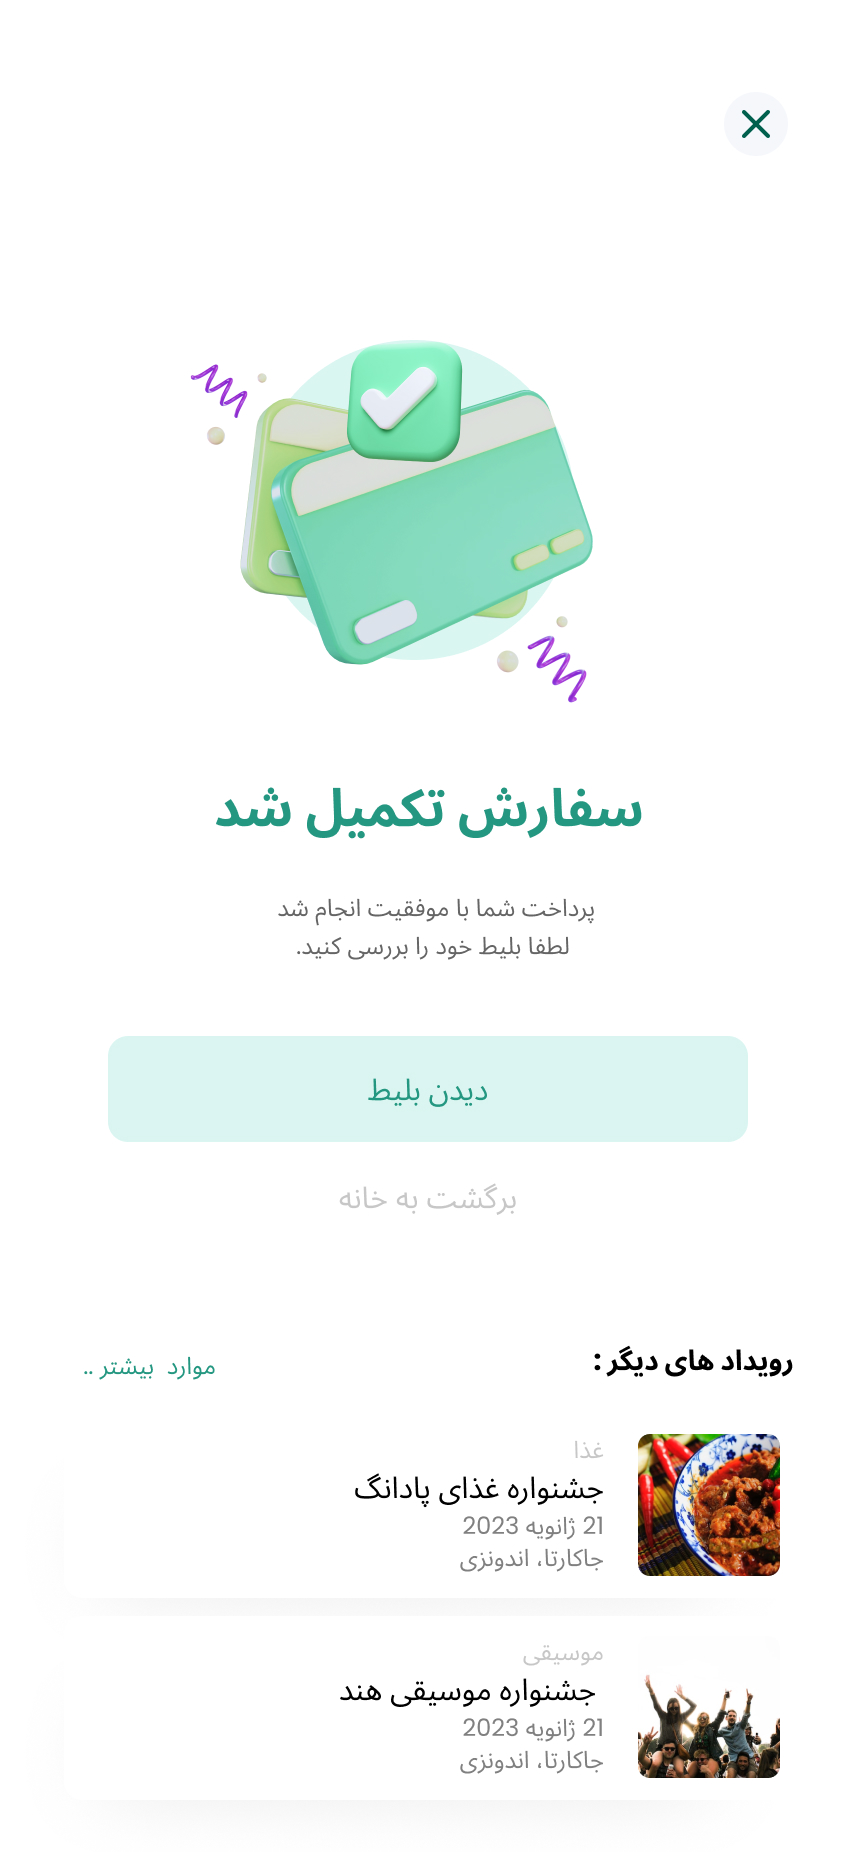 سفارش تکمیل شد
پرداخت شما با موفقیت انجام شد
لطفا بلیط خود را بررسی کنید.
دیدن بلیط
برگشت به خانه
رویداد های دیگر :
موارد بیشتر ..
غذا
جشنواره غذای پادانگ
21 ژانویه 2023
جاکارتا، اندونزی
موسیقی
جشنواره موسیقی هند
21 ژانویه 2023
جاکارتا، اندونزی